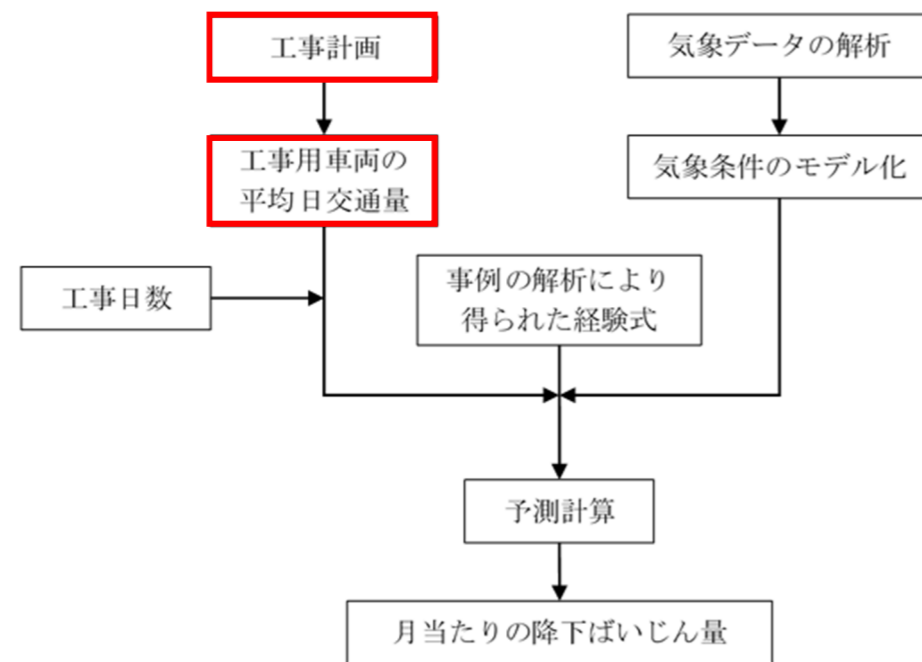 工事計画
気象データの解析
工事用車両の
平均日交通量
気象条件のモデル化
工事日数
事例の解析により
得られた経験式
予測計算
月当たりの降下ばいじん量